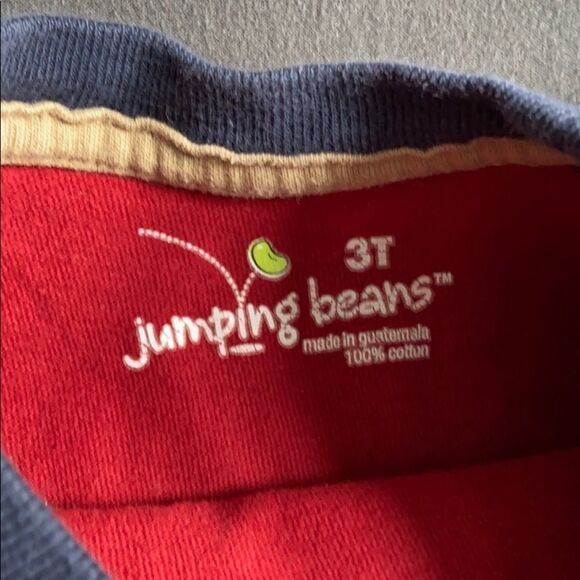 3T
jumping beans™
made in guatemala
100% cotton